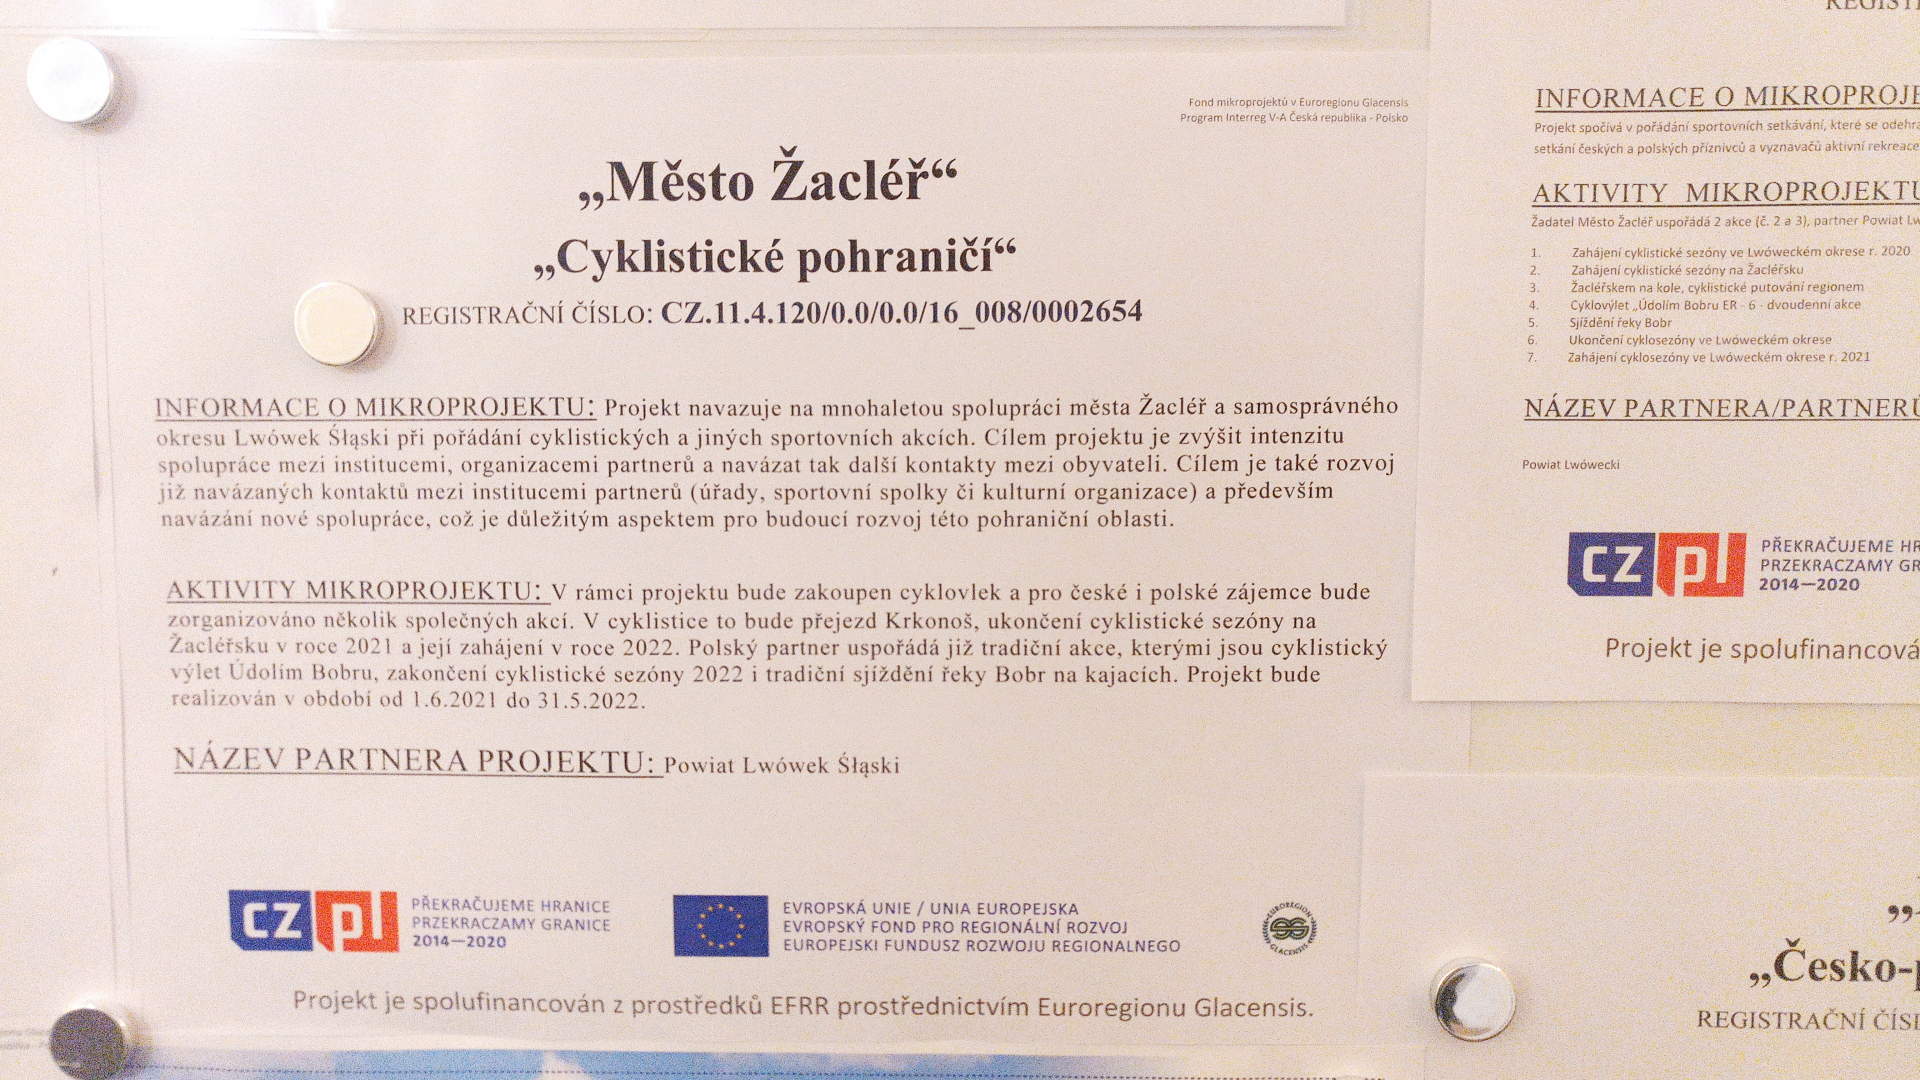 Fond mikroprojektů v Euroregionu Glacensis
Program Interreg V-A Česká republika - Polsko
„Město Žacléř“
„Cyklistické pohraničí“
REGISTRAČNÍ ČÍSLO: CZ.11.4.120/0.0/0.0/16_008/0002654
INFORMACE O MIKROPROJEKTU: Projekt navazuje na mnohaletou spolupráci města Žacléř a samosprávného
okresu Lwówek Śłąski při pořádání cyklistických a jiných sportovních akcích. Cílem projektu je zvýšit intenzitu
spolupráce mezi institucemi, organizacemi partnerů a navázat tak další kontakty mezi obyvateli. Cílem je také rozvoj
již navázaných kontaktů mezi institucemi partnerů (úřady, sportovní spolky či kulturní organizace) a především
navázání nové spolupráce, což je důležitým aspektem pro budoucí rozvoj této pohraniční oblasti.
AKTIVITY MIKROPROJEKTU: V rámci projektu bude zakoupen cyklovlek a pro české i polské zájemce bude
zorganizováno několik společných akcí. V cyklistice to bude přejezd Krkonoš, ukončení cyklistické sezóny na
Žacléřsku v roce 2021 a její zahájení v roce 2022. Polský partner uspořádá již tradiční akce, kterými jsou cyklistický
výlet Údolím Bobru, zakončení cyklistické sezóny 2022 i tradiční sjíždění řeky Bobr na kajacích. Projekt bude
realizován v období od 1.6.2021 do 31.5.2022.
NÁZEV PARTNERA PROJEKTU: Powiat Lwówek Śłąski
cz pl PŘEKRAČUJEME HRANICE
PRZEKRACZAMY GRANICE
2014—2020
EVROPSKÁ UNIE / UNIA EUROPEJSKA
EVROPSKÝ FOND PRO REGIONÁLNÍ ROZVOJ
EUROPEJSKI FUNDUSZ ROZWOJU REGIONALNEGO
EUROREGION
GLACENSIS
Projekt je spolufinancován z prostředků EFRR prostřednictvím Euroregionu Glacensis.
INFORMACE O MIKROPROJE
Projekt spočívá v pořádání sportovních setkávání, které se odehra
setkání českých a polských příznivců a vyznavačů aktivní rekreace
AKTIVITY MIKROPROJEKTU
Žadatel Město Žacléř uspořádá 2 akce (č. 2 a 3), partner Powiat Lw
1. Zahájení cyklistické sezóny ve Lwóweckém okrese r. 2020
2. Zahájení cyklistické sezóny na Žacléřsku
3. Žacléřskem na kole, cyklistické putování regionem
4. Cyklovýlet „Údolím Bobru ER - 6 - dvoudenní akce
5. Sjíždění řeky Bobr
6. Ukončení cyklosezóny ve Lwóweckém okrese
7. Zahájení cyklosezóny ve Lwóweckém okrese r. 2021
NÁZEV PARTNERA/PARTNERŮ
Powiat Lwówecki
cz pl PŘEKRAČUJEME HR
PRZEKRACZAMY GR
2014—2020
Projekt je spolufinancová
„Česko-p
REGISTRAČNÍ ČÍSL